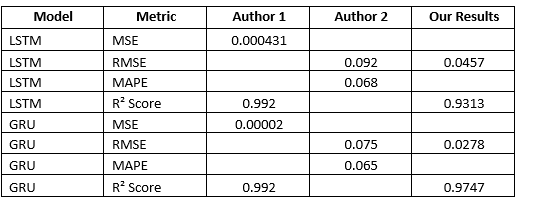 Model Metric Author 1 Author 2 Our Results
LSTM MSE 0.000431
LSTM RMSE 0.092 0.0457
LSTM MAPE 0.068
LSTM R² Score 0.992 0.9313
GRU MSE 0.00002
GRU RMSE 0.075 0.0278
GRU MAPE 0.065
GRU R² Score 0.992 0.9747